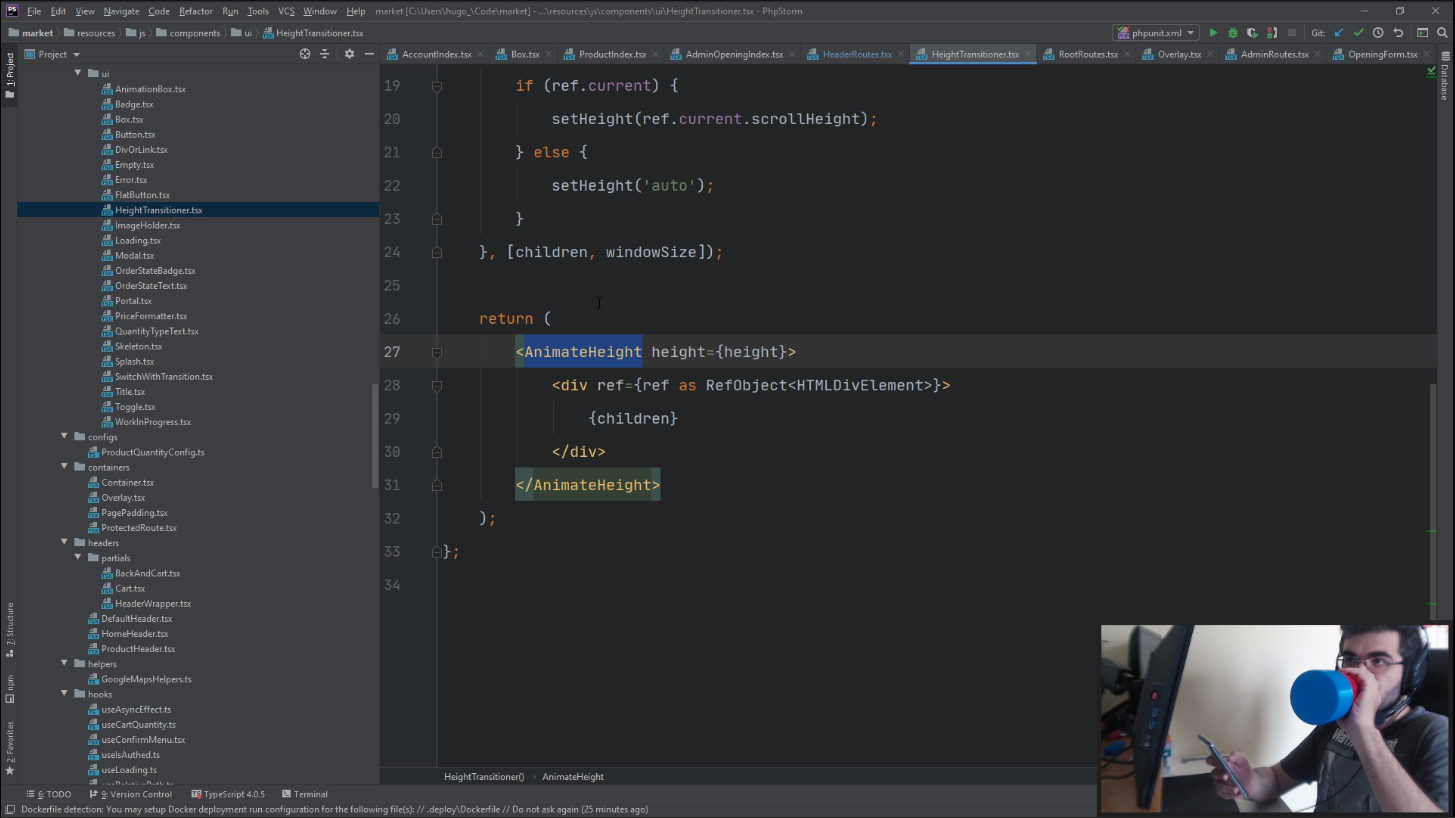 PS File Edit View Navigate Code Refactor Run Tools VCS Window Help market [C:\Users\hugo_\Code\market] - ...\resources\js\components\ui\HeightTransitioner.tsx - PhpStorm
market resources js components ui HeightTransitioner.tsx phpunit.xml Git:
Project AccountIndex.tsx Box.tsx ProductIndex.tsx AdminOpeningIndex.tsx HeaderRoutes.tsx HeightTransitioner.tsx RootRoutes.tsx Overlay.tsx AdminRoutes.tsx OpeningForm.tsx
1: Project
7: Structure
npm
2: Favorites
Database
ui
AnimationBox.tsx
Badge.tsx
Box.tsx
Button.tsx
DivOrLink.tsx
Empty.tsx
Error.tsx
FlatButton.tsx
HeightTransitioner.tsx
ImageHolder.tsx
Loading.tsx
Modal.tsx
OrderStateBadge.tsx
OrderStateText.tsx
Portal.tsx
PriceFormatter.tsx
QuantityTypeText.tsx
Skeleton.tsx
Splash.tsx
SwitchWithTransition.tsx
Title.tsx
Toggle.tsx
WorkInProgress.tsx
configs
ProductQuantityConfig.ts
containers
Container.tsx
Overlay.tsx
PagePadding.tsx
ProtectedRoute.tsx
headers
partials
BackAndCart.tsx
Cart.tsx
HeaderWrapper.tsx
DefaultHeader.tsx
HomeHeader.tsx
ProductHeader.tsx
helpers
GoogleMapsHelpers.ts
hooks
useAsyncEffect.ts
useCartQuantity.ts
useConfirmMenu.tsx
useIsAuthed.ts
useLoading.ts
useRelativePath.ts
19 if (ref.current) {
20 setHeight(ref.current.scrollHeight);
21 } else {
22 setHeight('auto');
23 }
24 }, [children, windowSize]);
25
26 return (
27 <AnimateHeight height={height}>
28 <div ref={ref as RefObject<HTMLDivElement>}>
29 {children}
30 </div>
31 </AnimateHeight>
32 );
33 };
34
HeightTransitioner() › AnimateHeight
6: TODO 9: Version Control TypeScript 4.0.5 Terminal
Dockerfile detection: You may setup Docker deployment run configuration for the following file(s): // .deploy\Dockerfile // Do not ask again (25 minutes ago)